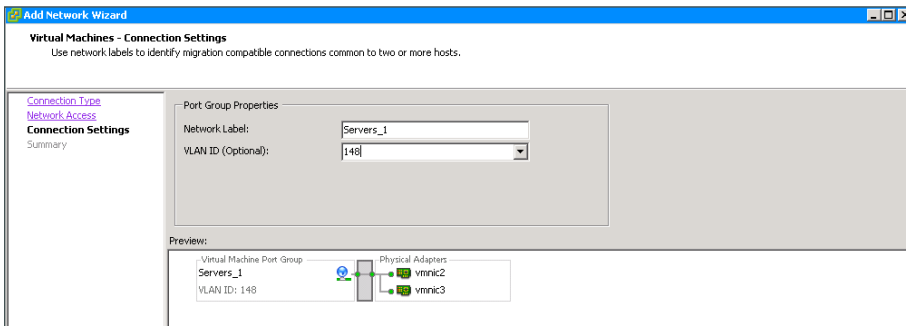 Add Network Wizard
Virtual Machines - Connection Settings
Use network labels to identify migration compatible connections common to two or more hosts.
Connection Type
Network Access
Connection Settings
Summary
Port Group Properties
Network Label:
Servers_1
VLAN ID (Optional):
148
Preview:
Virtual Machine Port Group
Servers_1
VLAN ID: 148
Physical Adapters
vmnic2
vmnic3